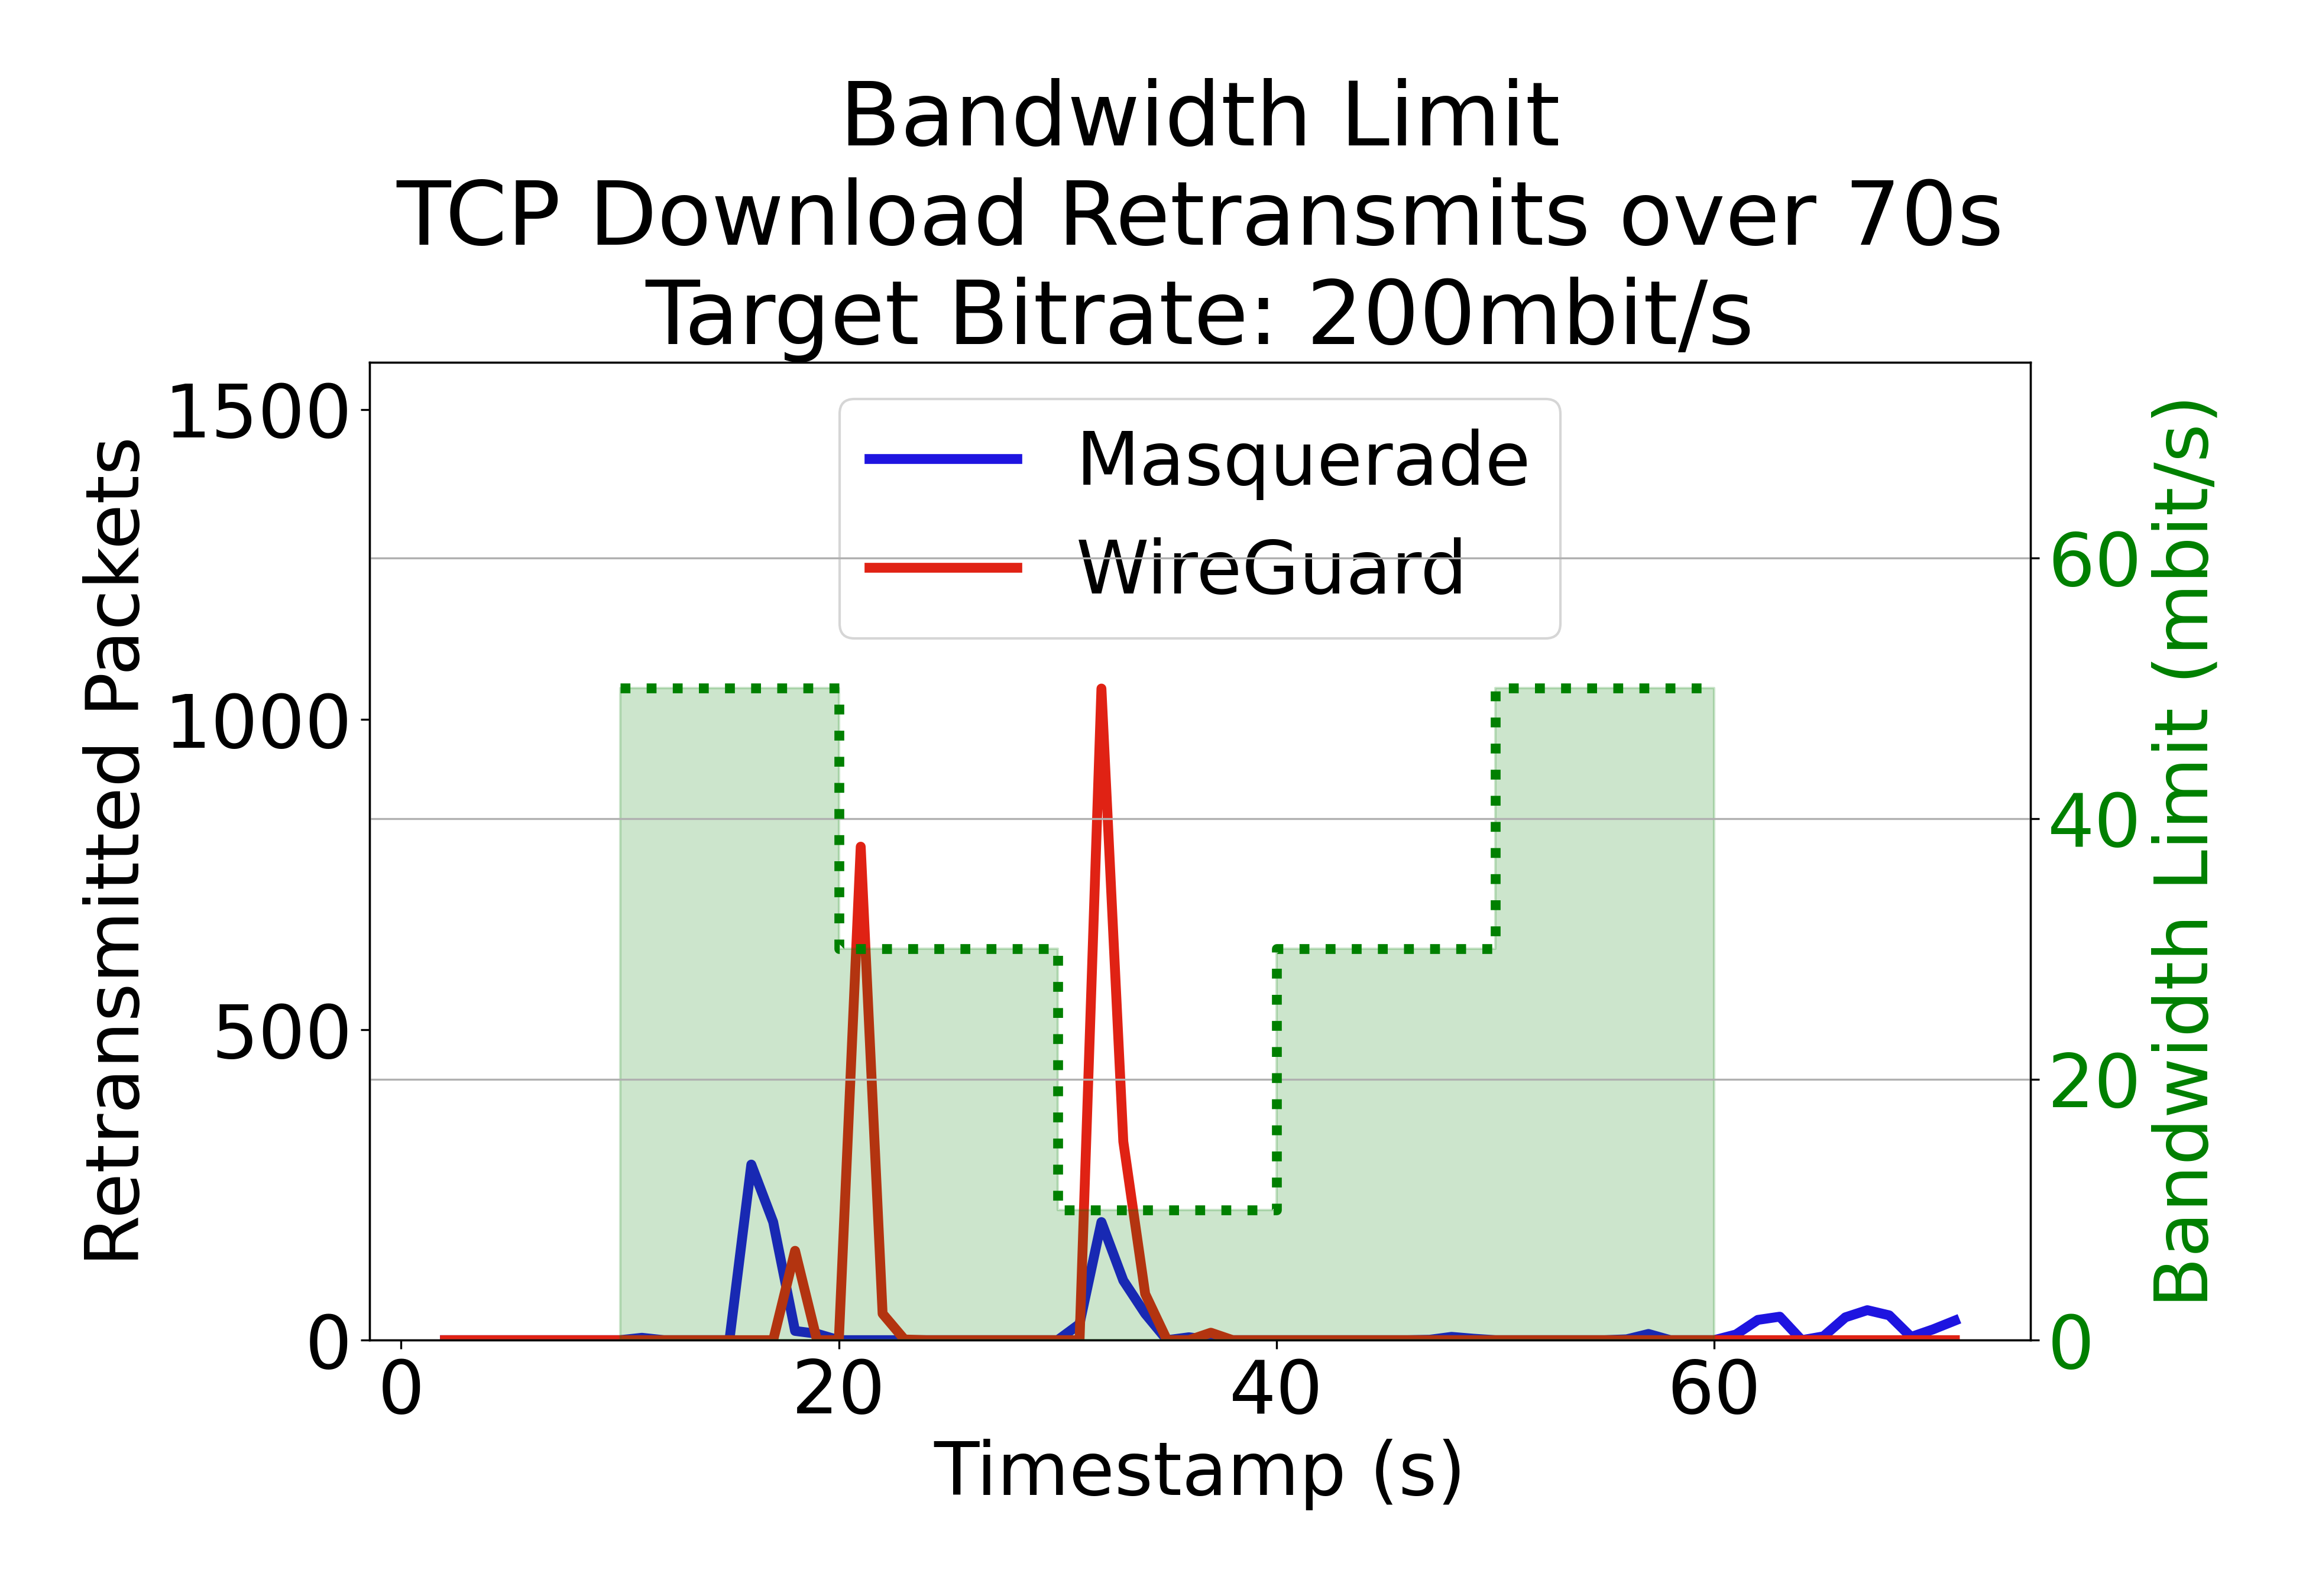 Bandwidth Limit
TCP Download Retransmits over 70s
Target Bitrate: 200mbit/s
Retransmitted Packets
1500
1000
500
0
Masquerade
WireGuard
60
40
20
0
Bandwidth Limit (mbit/s)
0
20
40
60
Timestamp (s)